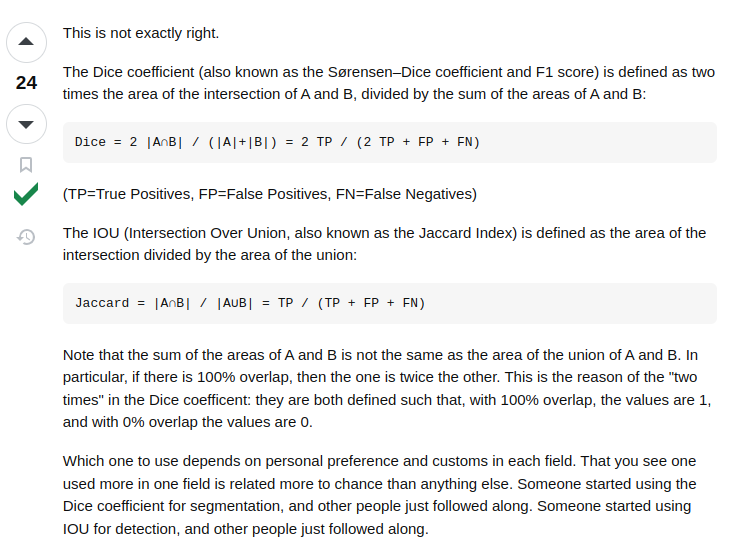 This is not exactly right.
24
The Dice coefficient (also known as the Sørensen–Dice coefficient and F1 score) is defined as two
times the area of the intersection of A and B, divided by the sum of the areas of A and B:
Dice = 2 |A∩B| / (|A|+|B|) = 2 TP / (2 TP + FP + FN)
(TP=True Positives, FP=False Positives, FN=False Negatives)
The IOU (Intersection Over Union, also known as the Jaccard Index) is defined as the area of the
intersection divided by the area of the union:
Jaccard = |A∩B| / |A∪B| = TP / (TP + FP + FN)
Note that the sum of the areas of A and B is not the same as the area of the union of A and B. In
particular, if there is 100% overlap, then the one is twice the other. This is the reason of the "two
times" in the Dice coefficent: they are both defined such that, with 100% overlap, the values are 1,
and with 0% overlap the values are 0.
Which one to use depends on personal preference and customs in each field. That you see one
used more in one field is related more to chance than anything else. Someone started using the
Dice coefficient for segmentation, and other people just followed along. Someone started using
IOU for detection, and other people just followed along.